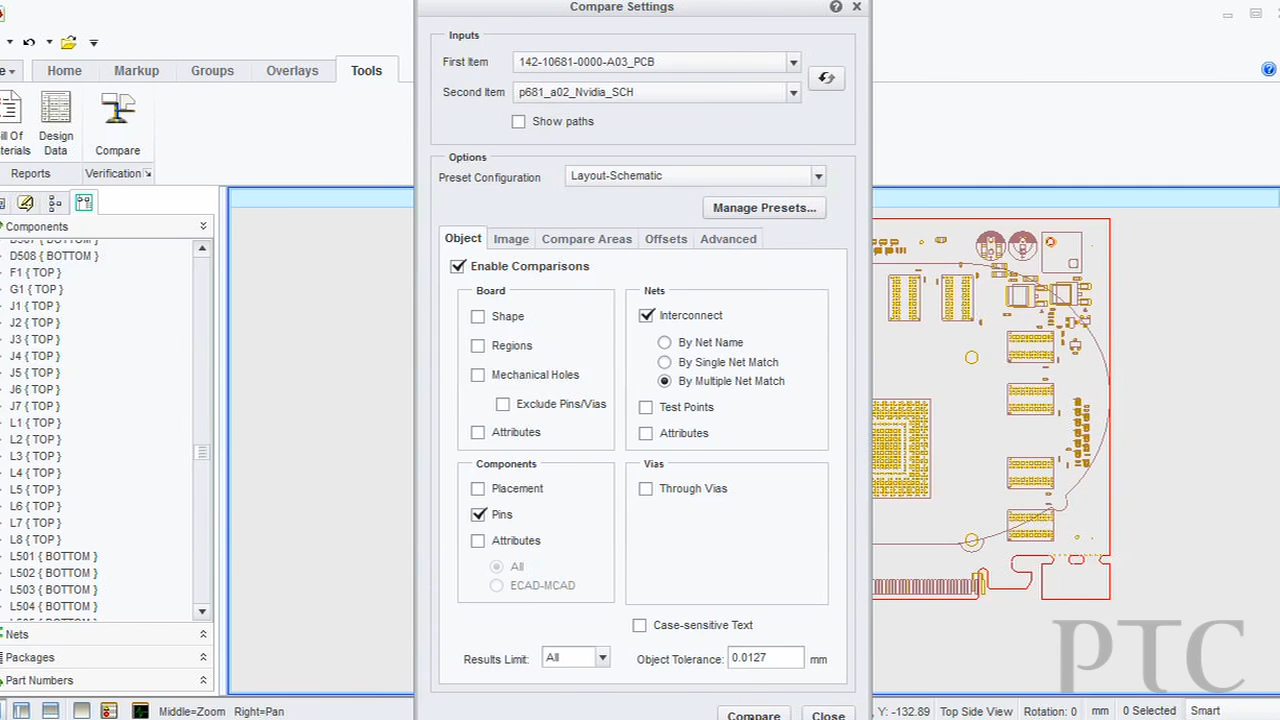 Compare Settings
Home Markup Groups Overlays Tools
Design
Data
Compare
Reports
Verification
Components
D508 { BOTTOM }
F1 { TOP }
G1 { TOP }
J1 { TOP }
J2 { TOP }
J3 { TOP }
J4 { TOP }
J5 { TOP }
J6 { TOP }
J7 { TOP }
L1 { TOP }
L2 { TOP }
L3 { TOP }
L4 { TOP }
L5 { TOP }
L6 { TOP }
L7 { TOP }
L8 { TOP }
L501 { BOTTOM }
L502 { BOTTOM }
L503 { BOTTOM }
L504 { BOTTOM }
Nets
Packages
Part Numbers
Inputs
First Item 142-10681-0000-A03_PCB
Second Item p681_a02_Nvidia_SCH
Show paths
Options
Preset Configuration Layout-Schematic
Manage Presets...
Object Image Compare Areas Offsets Advanced
Enable Comparisons
Board
Shape
Regions
Mechanical Holes
Exclude Pins/Vias
Attributes
Nets
Interconnect
By Net Name
By Single Net Match
By Multiple Net Match
Test Points
Attributes
Components
Placement
Pins
Attributes
All
ECAD-MCAD
Vias
Through Vias
Case-sensitive Text
Results Limit: All
Object Tolerance: 0.0127 mm
Compare Close
PTC
Middle=Zoom Right=Pan
Y: -132.89 Top Side View Rotation: 0 mm 0 Selected Smart